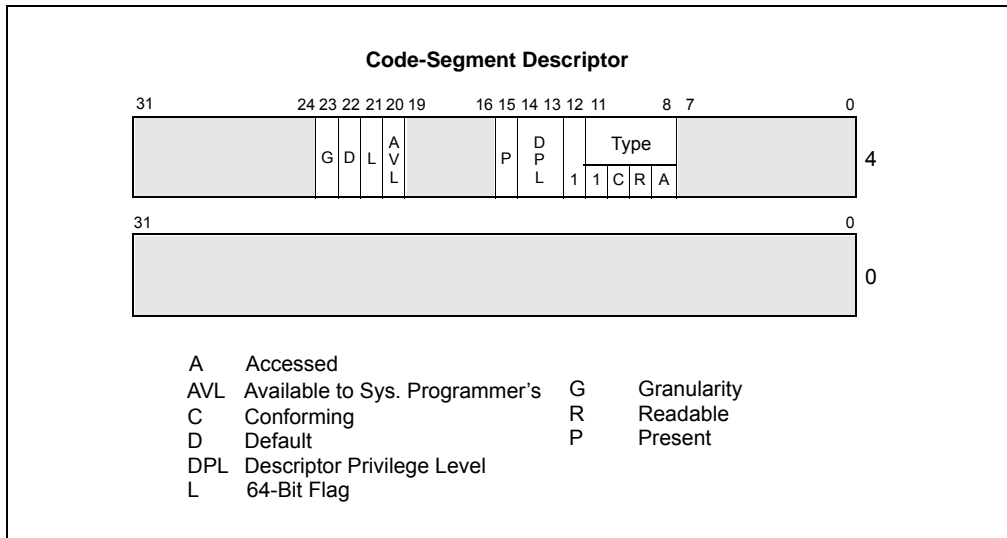 Code-Segment Descriptor
31 24 23 22 21 20 19 16 15 14 13 12 11 8 7 0
G D L AVL P DPL 1 Type 1 C R A 4
31 0
0
A Accessed
AVL Available to Sys. Programmer's
C Conforming
D Default
DPL Descriptor Privilege Level
L 64-Bit Flag
G Granularity
R Readable
P Present